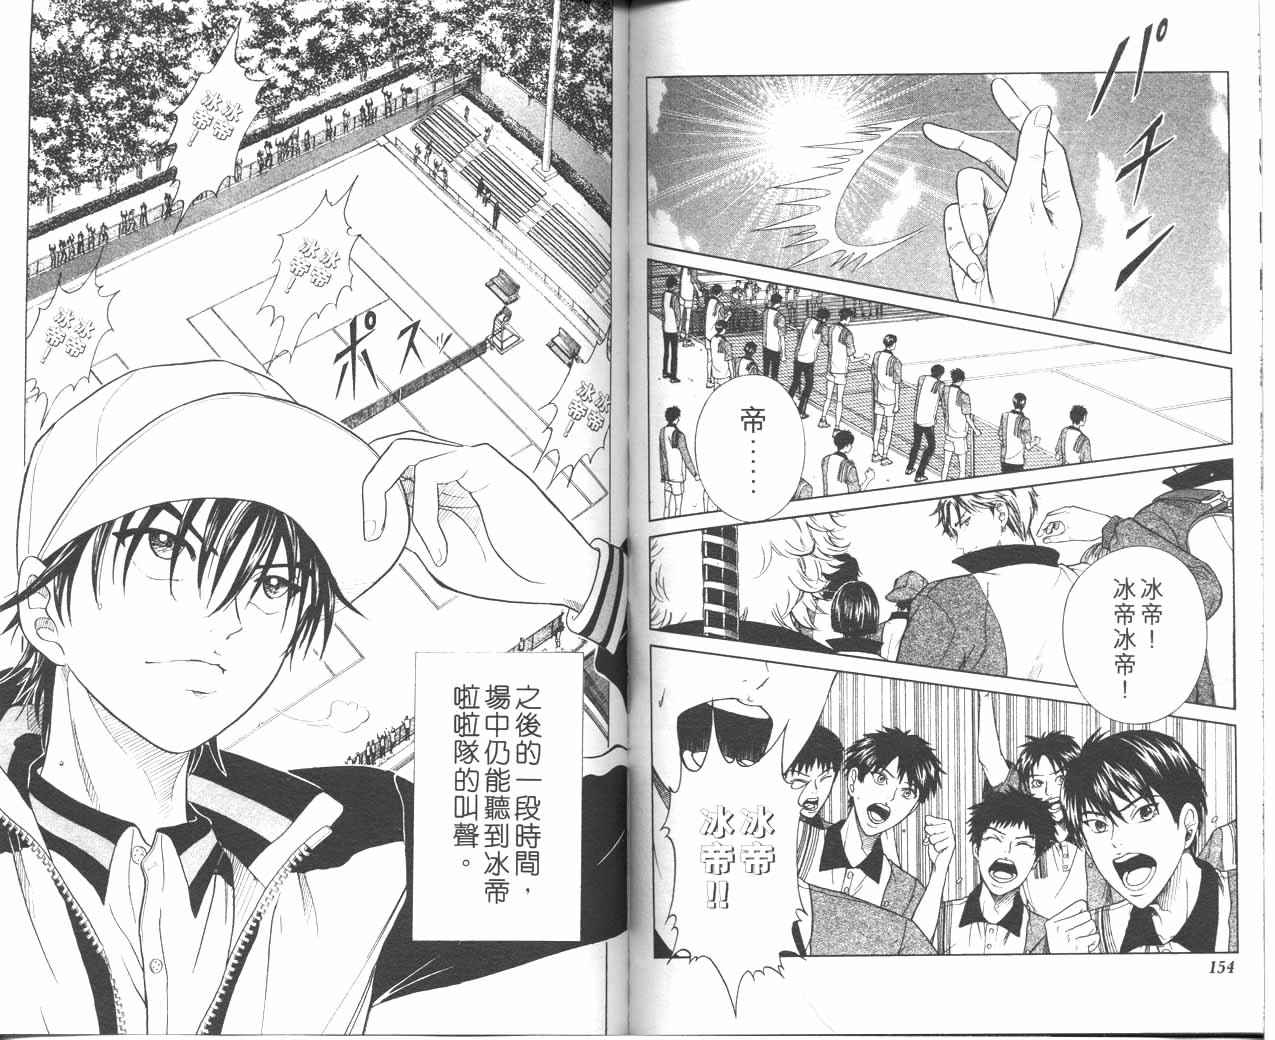 パチン
帝……
冰帝！
冰帝冰帝！
冰帝
冰帝!!
154
冰帝
冰帝！
冰帝
冰帝！
冰帝
冰帝！
冰帝
冰帝！
ポスッ
之後的一段時間，
場中仍能聽到冰帝
啦啦隊的叫聲。